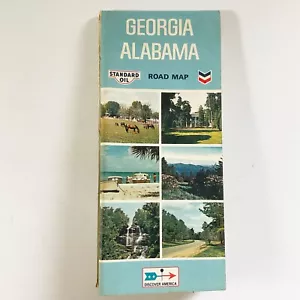 GEORGIA
ALABAMA
STANDARD
OIL
ROAD MAP
DISCOVER AMERICA